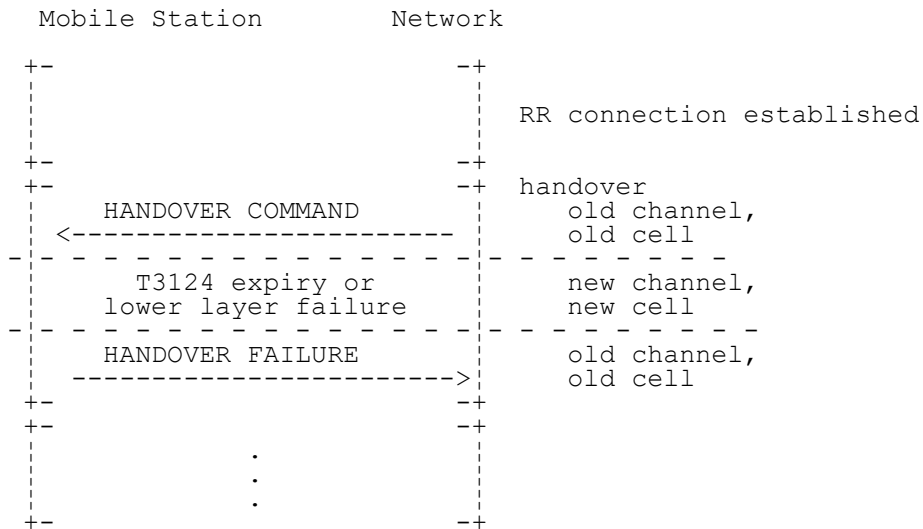 Mobile Station Network
RR connection established
handover
HANDOVER COMMAND old channel,
old cell
T3124 expiry or new channel,
lower layer failure new cell
HANDOVER FAILURE old channel,
old cell